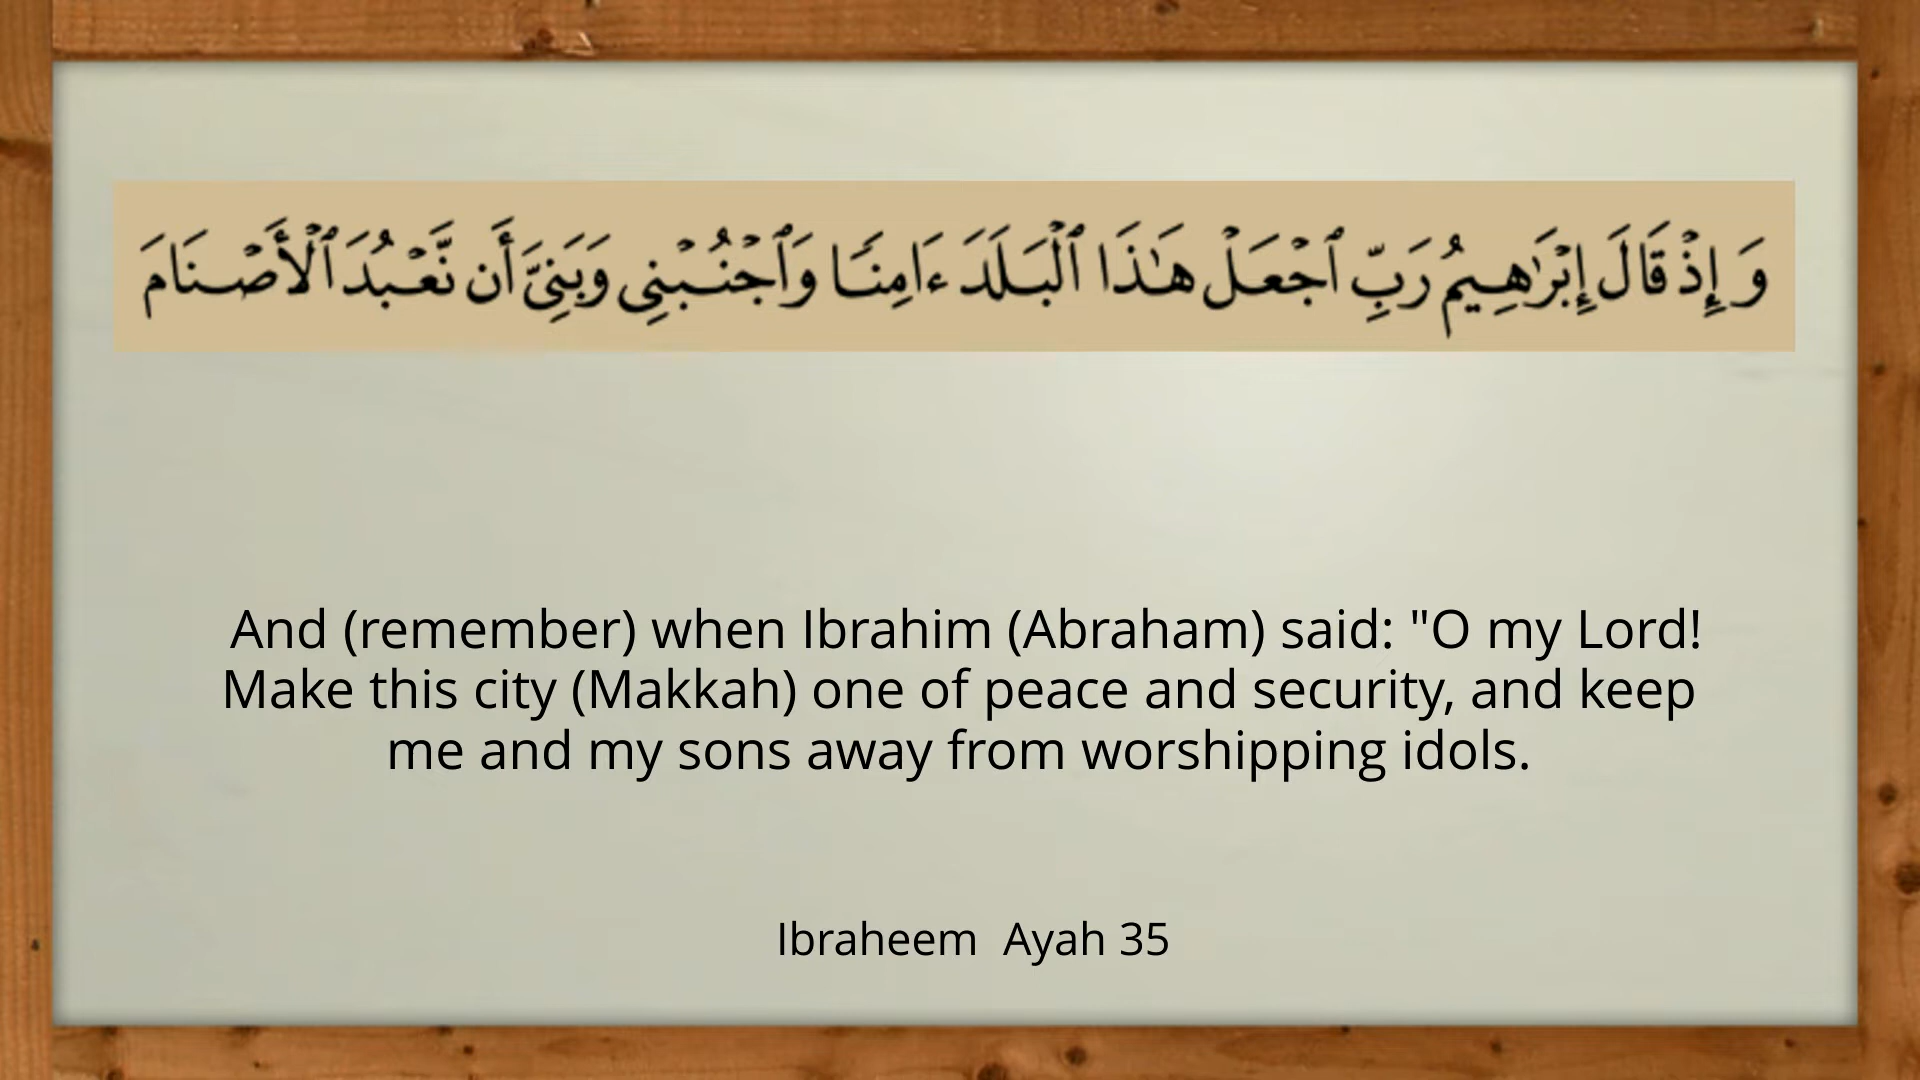 وَإِذْ قَالَ إِبْرَٰهِيمُ رَبِّ ٱجْعَلْ هَـٰذَا ٱلْبَلَدَ ءَامِنًا وَٱجْنُبْنِى وَبَنِىَّ أَن نَّعْبُدَ ٱلْأَصْنَامَ
And (remember) when Ibrahim (Abraham) said: "O my Lord!
Make this city (Makkah) one of peace and security, and keep
me and my sons away from worshipping idols.
Ibraheem  Ayah 35